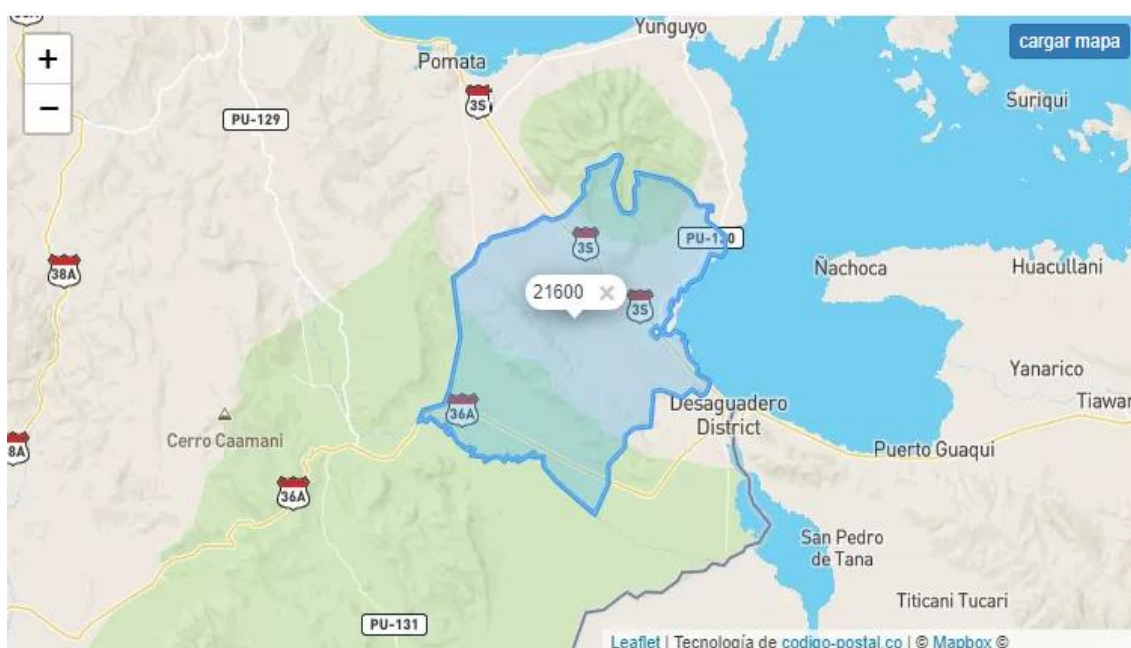 Yunguyo
+
−
Pomata
cargar mapa
3S
Suriqui
PU-129
38A
3S
PU-130
Ñachoca
Huacullani
21600 ×
3S
Yanarico
36A
Desaguadero
District
Tiawan
Cerro Caamani
8A
Puerto Guaqui
36A
San Pedro
de Tana
Titicani Tucari
PU-131
Leaflet | Tecnología de codigo-postal.co | © Mapbox ©